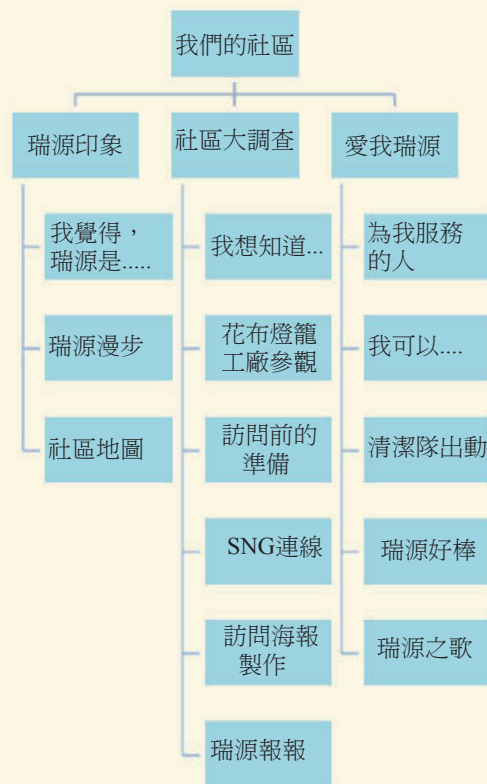 我們的社區
瑞源印象
我覺得，
瑞源是.....
瑞源漫步
社區地圖
社區大調查
我想知道...
花布燈籠
工廠參觀
訪問前的
準備
SNG連線
訪問海報
製作
瑞源報報
愛我瑞源
為我服務
的人
我可以....
清潔隊出動
瑞源好棒
瑞源之歌